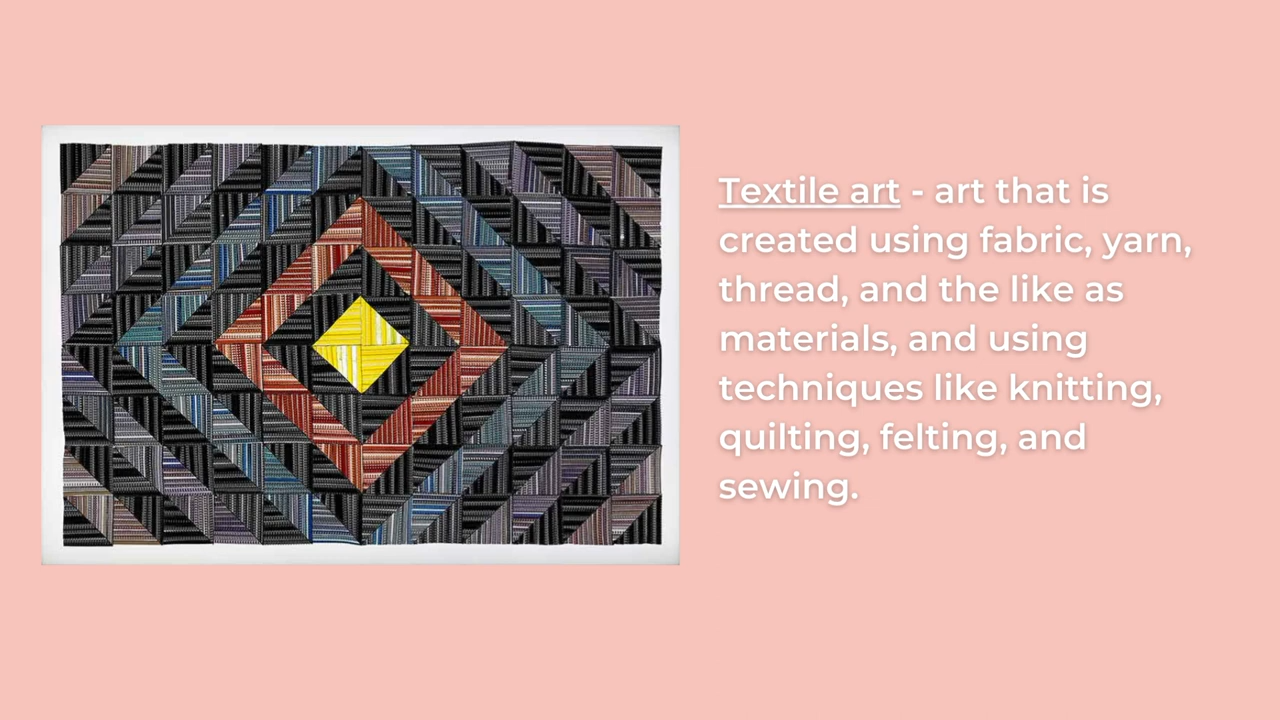 Textile art - art that is
created using fabric, yarn,
thread, and the like as
materials, and using
techniques like knitting,
quilting, felting, and
sewing.